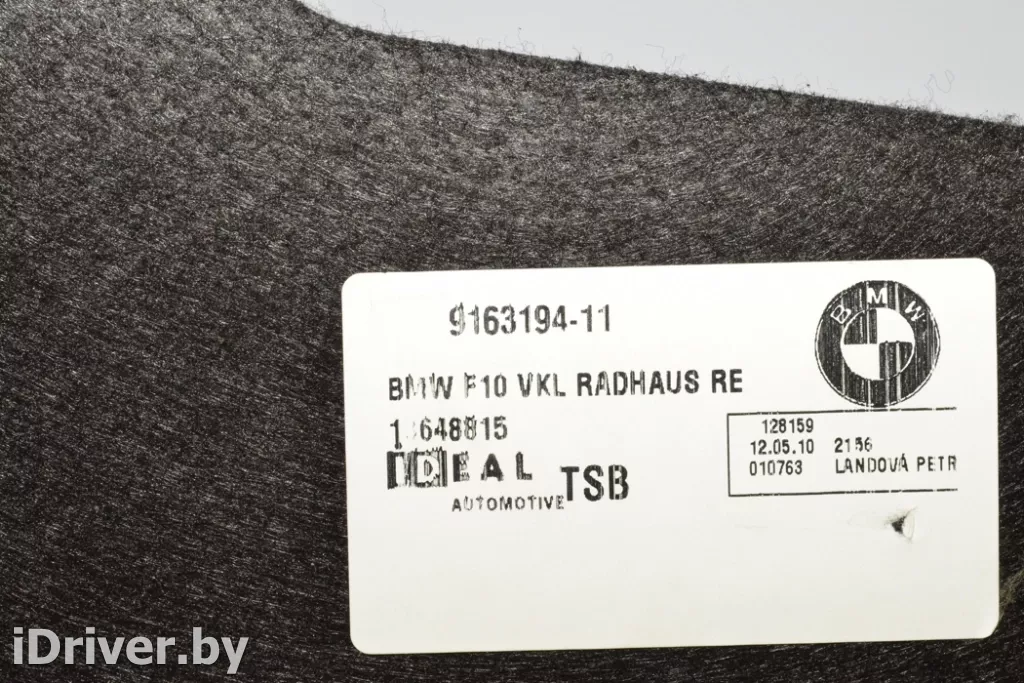 9163194-11
BMW
BMW F10 VKL RADHAUS RE
128159
12.05.10 2156
010763 LANDOVÁ PETR
IDEAL
AUTOMOTIVE TSB
iDriver.by